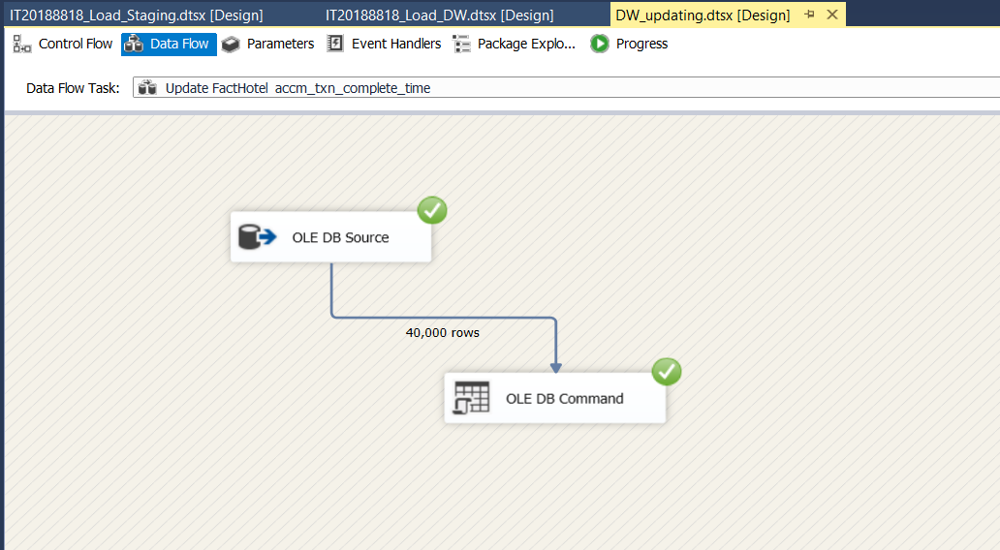 IT20188818_Load_Staging.dtsx [Design] IT20188818_Load_DW.dtsx [Design] DW_updating.dtsx [Design]
Control Flow Data Flow Parameters Event Handlers Package Explo... Progress
Data Flow Task: Update FactHotel accm_txn_complete_time
OLE DB Source
40,000 rows
OLE DB Command